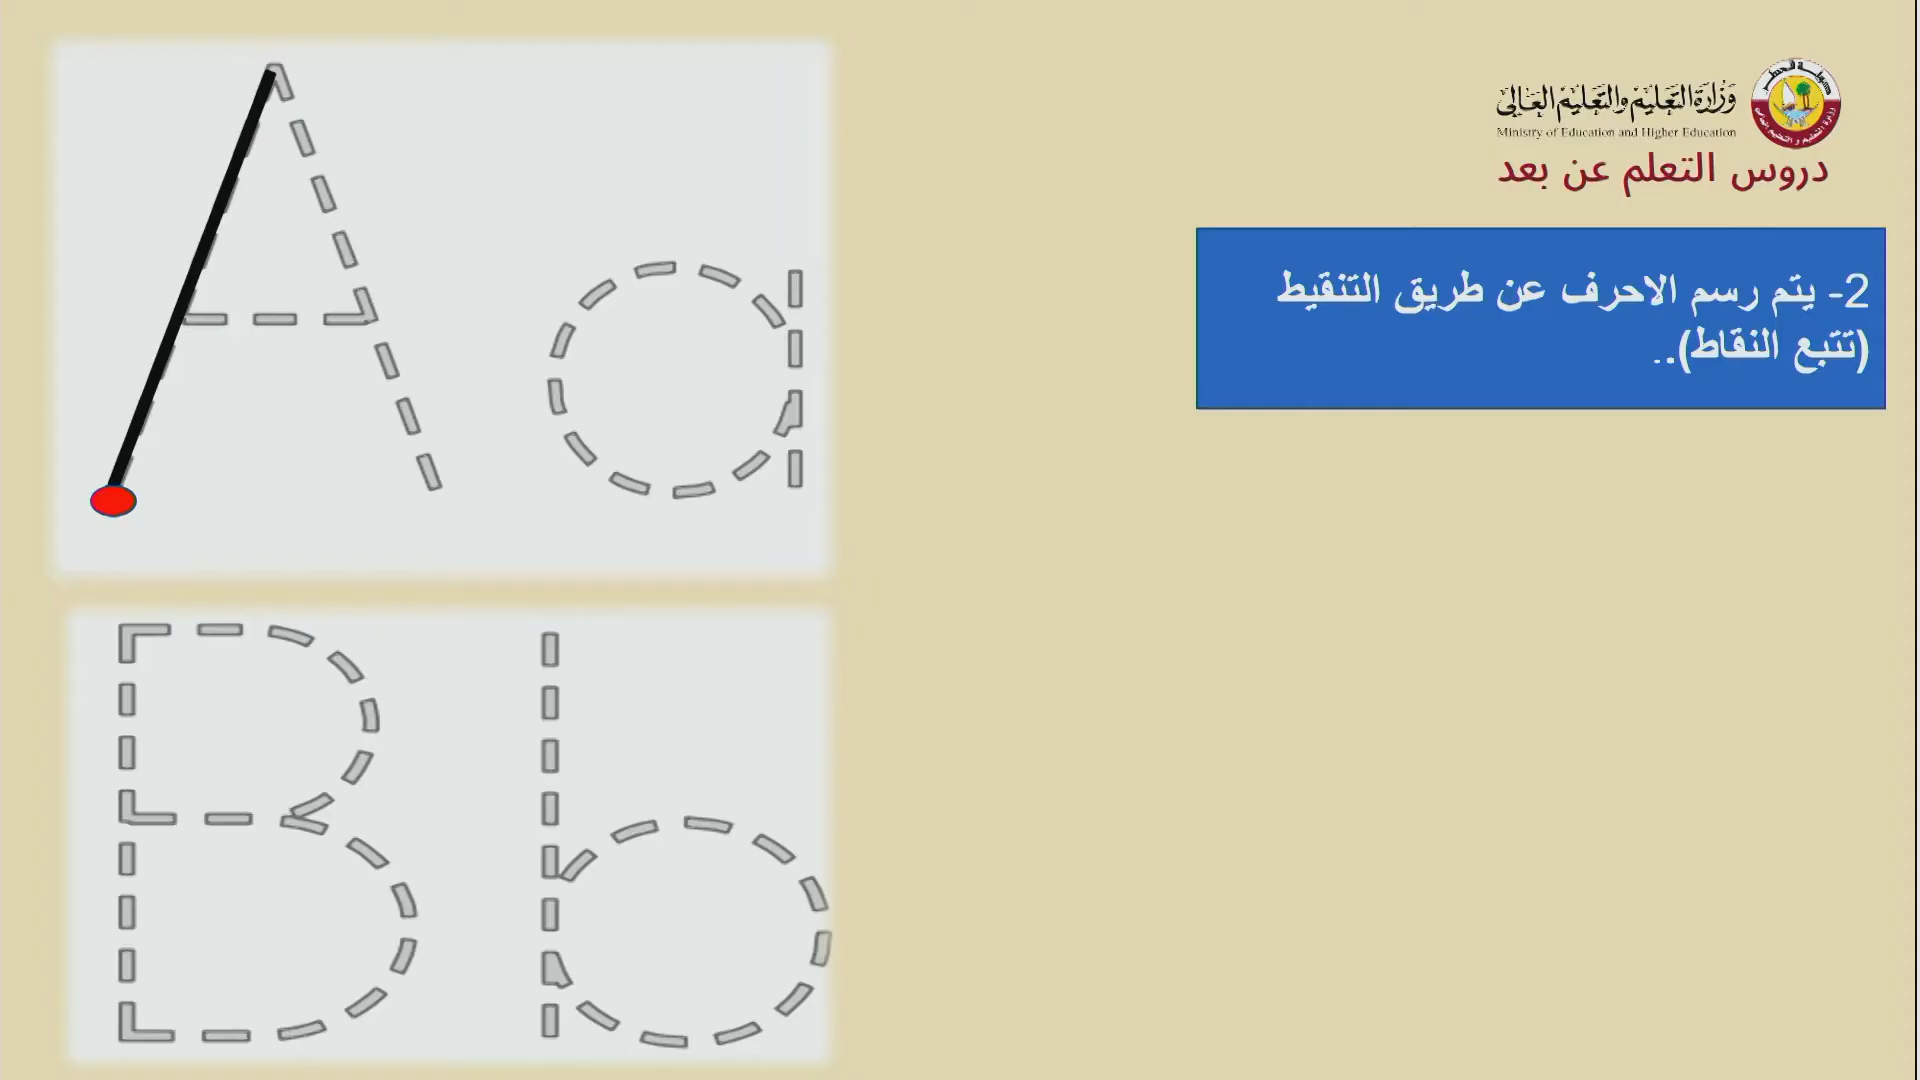 وزارة التعليم والتعليم العالي
Ministry of Education and Higher Education
دروس التعلم عن بعد
2- يتم رسم الاحرف عن طريق التنقيط
(تتبع النقاط)..
A a
B b